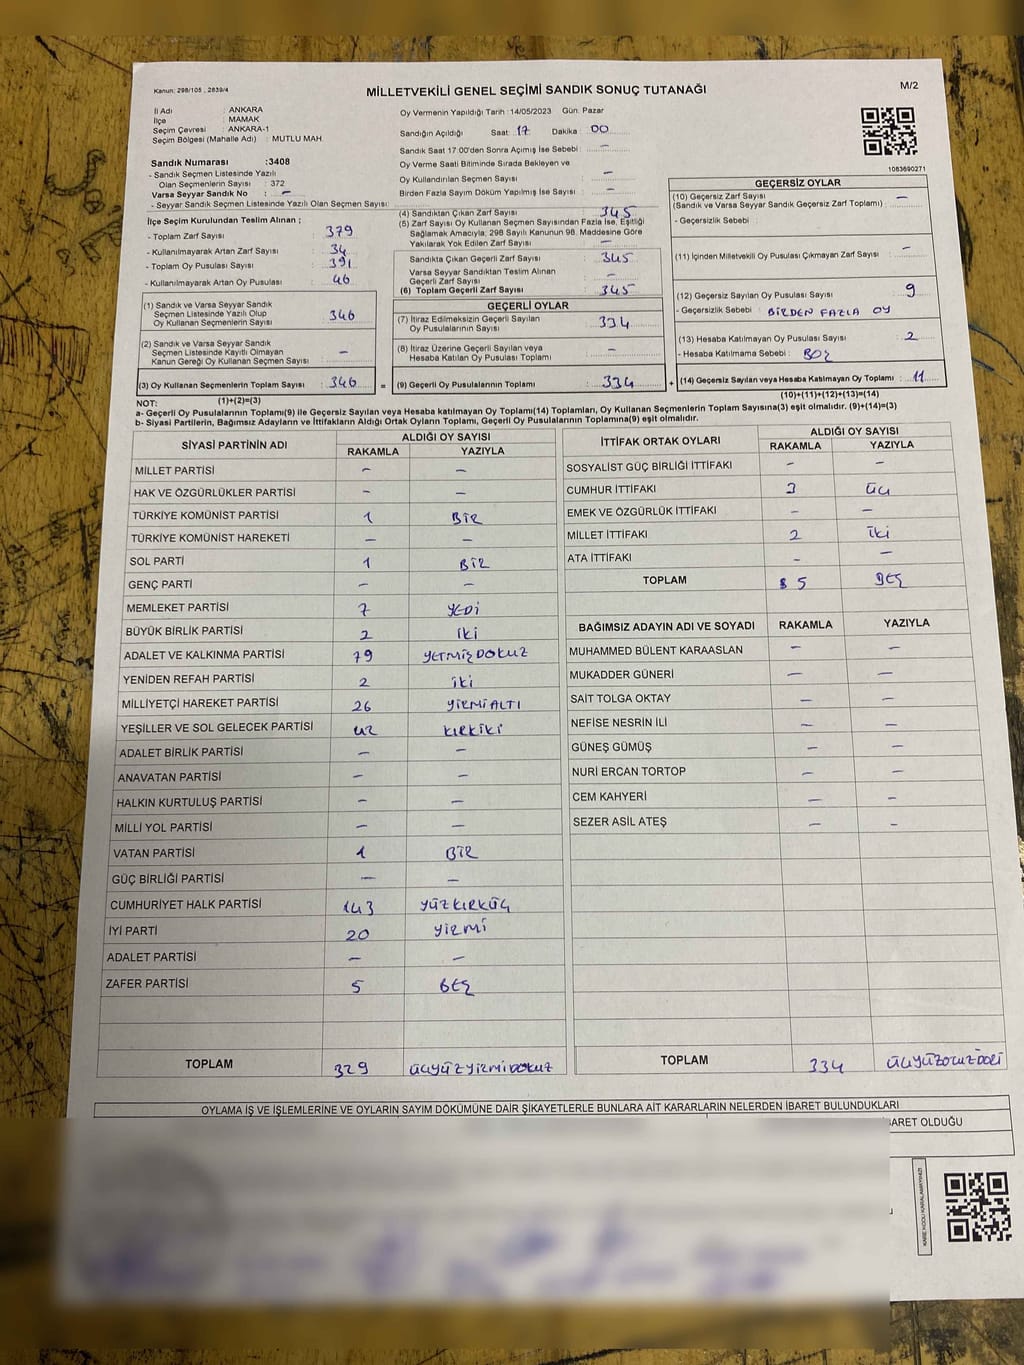 Kanun: 298/105 , 2839/4
MİLLETVEKİLİ GENEL SEÇİMİ SANDIK SONUÇ TUTANAĞI
M/2
İl Adı : ANKARA
İlçe : MAMAK
Seçim Çevresi : ANKARA-1
Seçim Bölgesi (Mahalle Adı) : MUTLU MAH.
Sandık Numarası :3408
- Sandık Seçmen Listesinde Yazılı
Olan Seçmenlerin Sayısı : 372
Varsa Seyyar Sandık No : -
- Seyyar Sandık Seçmen Listesinde Yazılı Olan Seçmen Sayısı:
Oy Vermenin Yapıldığı Tarih : 14/05/2023 Gün: Pazar
Sandığın Açıldığı Saat: 17 Dakika : 00
Sandık Saat 17:00'den Sonra Açılmış İse Sebebi : -
Oy Verme Saati Bitiminde Sırada Bekleyen ve
Oy Kullandırılan Seçmen Sayısı : -
Birden Fazla Sayım Döküm Yapılmış İse Sayısı : -
1083690271
İlçe Seçim Kurulundan Teslim Alınan ;
- Toplam Zarf Sayısı : 379
- Kullanılmayarak Artan Zarf Sayısı : 34
- Toplam Oy Pusulası Sayısı : 391
- Kullanılmayarak Artan Oy Pusulası : 46
(4) Sandıktan Çıkan Zarf Sayısı : 345
(5) Zarf Sayısı Oy Kullanan Seçmen Sayısından Fazla İse, Eşitliği
Sağlamak Amacıyla; 298 Sayılı Kanunun 98. Maddesine Göre
Yakılarak Yok Edilen Zarf Sayısı : -
Sandıkta Çıkan Geçerli Zarf Sayısı : 345
Varsa Seyyar Sandıktan Teslim Alınan
Geçerli Zarf Sayısı : -
(6) Toplam Geçerli Zarf Sayısı : 345
GEÇERSİZ OYLAR
(10) Geçersiz Zarf Sayısı : -
(Sandık ve Varsa Seyyar Sandık Geçersiz Zarf Toplamı)
- Geçersizlik Sebebi :
(11) İçinden Milletvekili Oy Pusulası Çıkmayan Zarf Sayısı : -
(12) Geçersiz Sayılan Oy Pusulası Sayısı : 9
- Geçersizlik Sebebi : BİRDEN FAZLA OY
(13) Hesaba Katılmayan Oy Pusulası Sayısı : 2
- Hesaba Katılmama Sebebi : BOŞ
(14) Geçersiz Sayılan veya Hesaba Katılmayan Oy Toplamı : 11
(10)+(11)+(12)+(13)=(14)
(1) Sandık ve Varsa Seyyar Sandık
Seçmen Listesinde Yazılı Olup
Oy Kullanan Seçmenlerin Sayısı : 346
(2) Sandık ve Varsa Seyyar Sandık
Seçmen Listesinde Kayıtlı Olmayan
Kanun Gereği Oy Kullanan Seçmen Sayısı : -
(3) Oy Kullanan Seçmenlerin Toplam Sayısı : 346 =
(1)+(2)=(3)
GEÇERLİ OYLAR
(7) İtiraz Edilmeksizin Geçerli Sayılan
Oy Pusulalarının Sayısı : 334
(8) İtiraz Üzerine Geçerli Sayılan veya
Hesaba Katılan Oy Pusulası Toplamı : -
(9) Geçerli Oy Pusulalarının Toplamı : 334 +
NOT:
a- Geçerli Oy Pusulalarının Toplamı(9) ile Geçersiz Sayılan veya Hesaba katılmayan Oy Toplamı(14) Toplamları, Oy Kullanan Seçmenlerin Toplam Sayısına(3) eşit olmalıdır. (9)+(14)=(3)
b- Siyasi Partilerin, Bağımsız Adayların ve İttifakların Aldığı Ortak Oyların Toplamı, Geçerli Oy Pusulalarının Toplamına(9) eşit olmalıdır.
SİYASİ PARTİNİN ADI ALDIĞI OY SAYISI
RAKAMLA YAZIYLA
MİLLET PARTİSİ - -
HAK VE ÖZGÜRLÜKLER PARTİSİ - -
TÜRKİYE KOMÜNİST PARTİSİ 1 BİR
TÜRKİYE KOMÜNİST HAREKETİ - -
SOL PARTİ 1 BİR
GENÇ PARTİ - -
MEMLEKET PARTİSİ 7 YEDİ
BÜYÜK BİRLİK PARTİSİ 2 iki
ADALET VE KALKINMA PARTİSİ 79 YETMİŞDOKUZ
YENİDEN REFAH PARTİSİ 2 iki
MİLLİYETÇİ HAREKET PARTİSİ 26 YİRMİALTI
YEŞİLLER VE SOL GELECEK PARTİSİ 42 KIRKİKİ
ADALET BİRLİK PARTİSİ - -
ANAVATAN PARTİSİ - -
HALKIN KURTULUŞ PARTİSİ - -
MİLLİ YOL PARTİSİ - -
VATAN PARTİSİ 1 BİR
GÜÇ BİRLİĞİ PARTİSİ - -
CUMHURİYET HALK PARTİSİ 143 YÜZKIRKÜÇ
İYİ PARTİ 20 YİRMİ
ADALET PARTİSİ - -
ZAFER PARTİSİ 5 BEŞ
TOPLAM 329 ÜÇYÜZYİRMİDOKUZ
İTTİFAK ORTAK OYLARI ALDIĞI OY SAYISI
RAKAMLA YAZIYLA
SOSYALİST GÜÇ BİRLİĞİ İTTİFAKI - -
CUMHUR İTTİFAKI 3 ÜÇ
EMEK VE ÖZGÜRLÜK İTTİFAKI - -
MİLLET İTTİFAKI 2 İki
ATA İTTİFAKI - -
TOPLAM 5 BEŞ
BAĞIMSIZ ADAYIN ADI VE SOYADI RAKAMLA YAZIYLA
MUHAMMED BÜLENT KARAASLAN - -
MUKADDER GÜNERİ - -
SAİT TOLGA OKTAY - -
NEFİSE NESRİN İLİ - -
GÜNEŞ GÜMÜŞ - -
NURİ ERCAN TORTOP - -
CEM KAHYERİ - -
SEZER ASİL ATEŞ - -
TOPLAM 334 ÜÇYÜZOTUZDÖRT
OYLAMA İŞ VE İŞLEMLERİNE VE OYLARIN SAYIM DÖKÜMÜNE DAİR ŞİKAYETLERLE BUNLARA AİT KARARLARIN NELERDEN İBARET BULUNDUKLARI
BARET OLDUĞU
KARE KODU KARALAMAYINIZ!